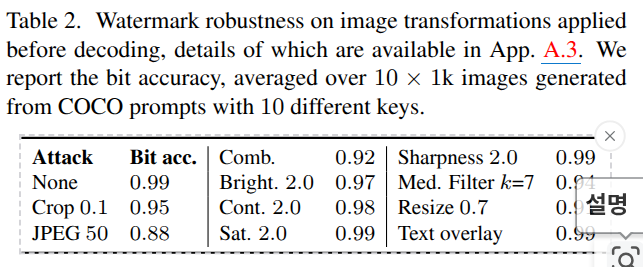 Table 2. Watermark robustness on image transformations applied
before decoding, details of which are available in App. A.3. We
report the bit accuracy, averaged over 10 × 1k images generated
from COCO prompts with 10 different keys.
Attack Bit acc. Comb. 0.92 Sharpness 2.0 0.99
None 0.99 Bright. 2.0 0.97 Med. Filter k=7 0.94
Crop 0.1 0.95 Cont. 2.0 0.98 Resize 0.7 0.9
JPEG 50 0.88 Sat. 2.0 0.99 Text overlay 0.99
설명